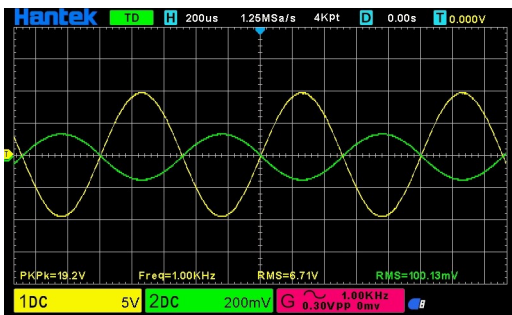 Hantek TD H 200us 1.25MSa/s 4Kpt D 0.00s T 0.000V
T
PKPk=19.2V Freq=1.00KHz RMS=6.71V RMS=100.13mV
1DC 5V 2DC 200mV G 1.00KHz
0.30VPP 0mv